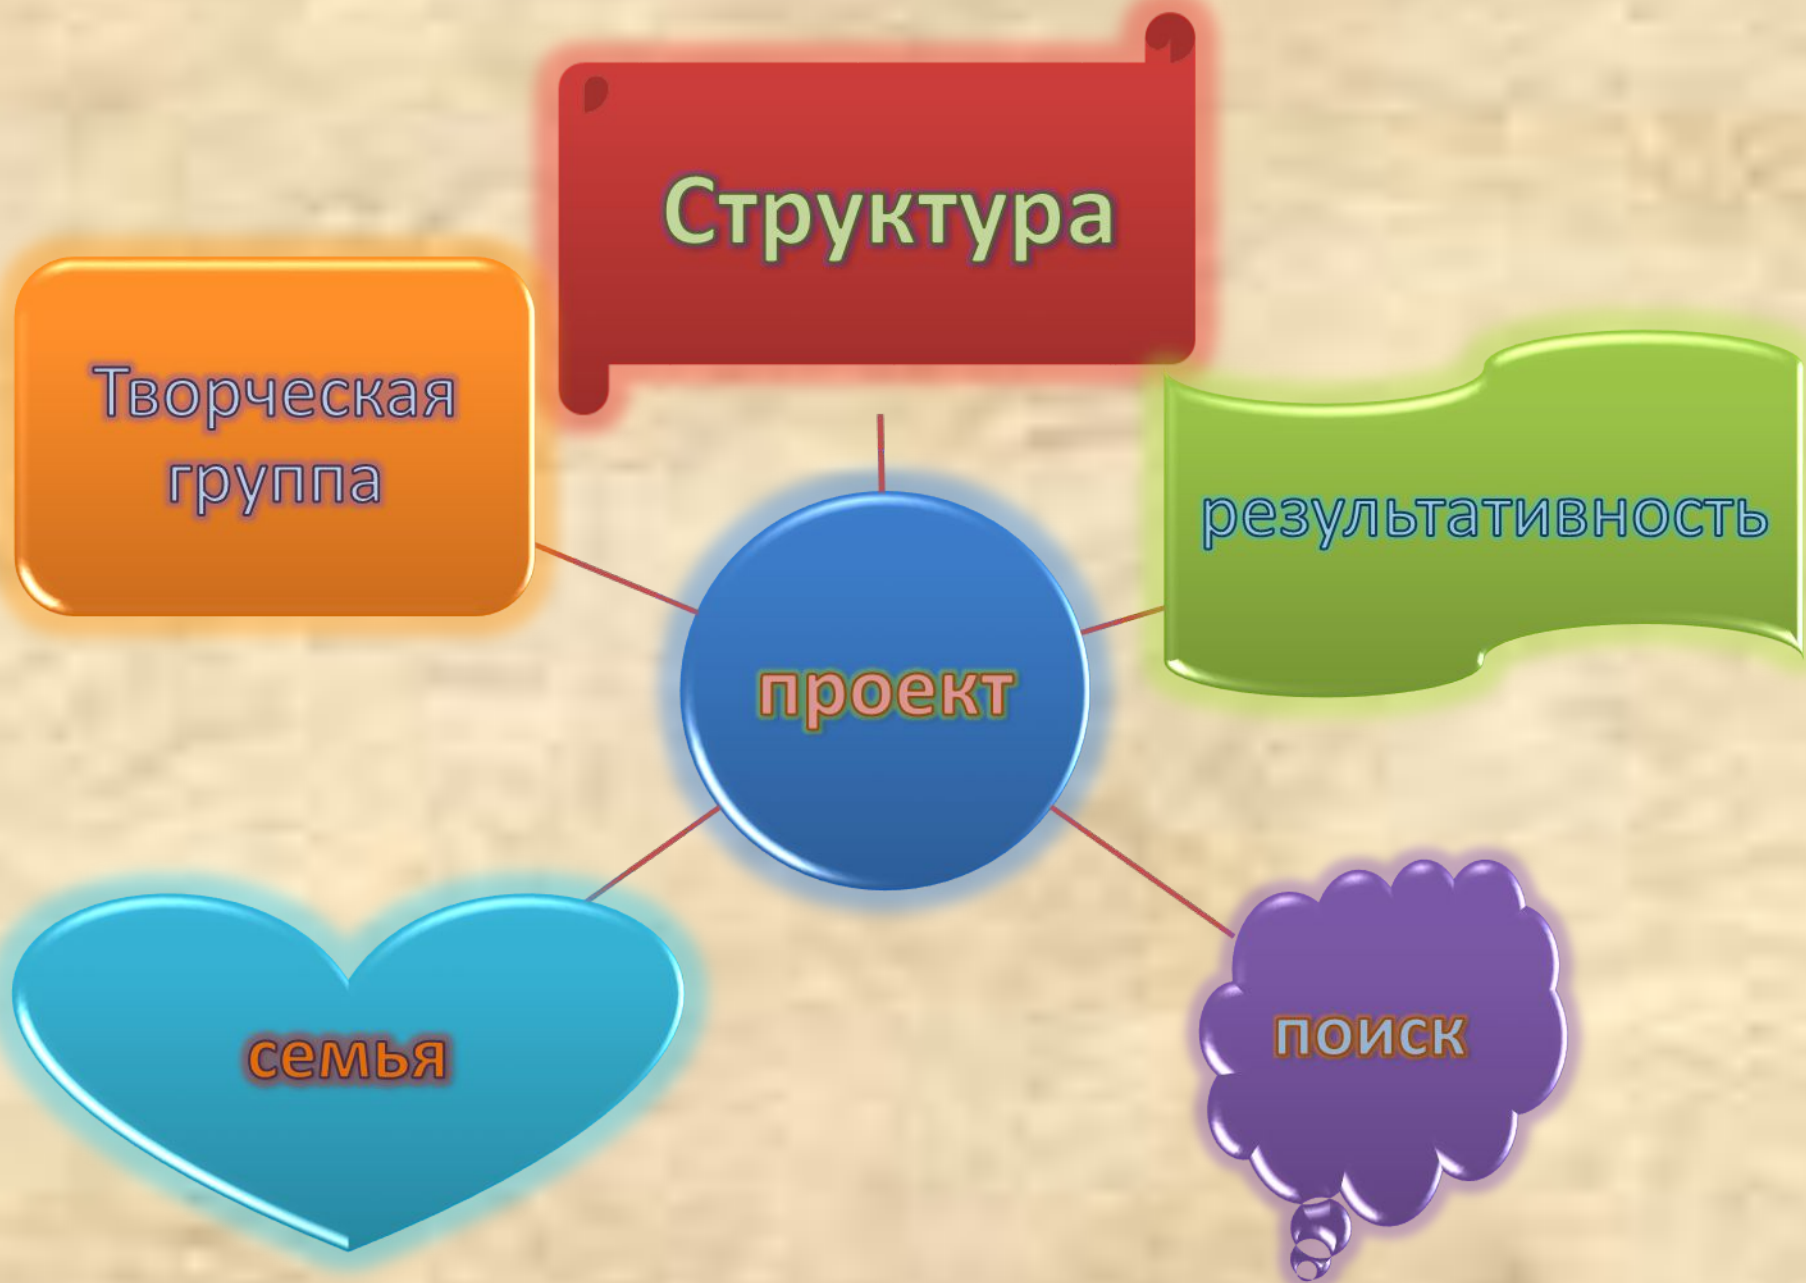 Структура
Творческая
группа
результативность
проект
семья
поиск